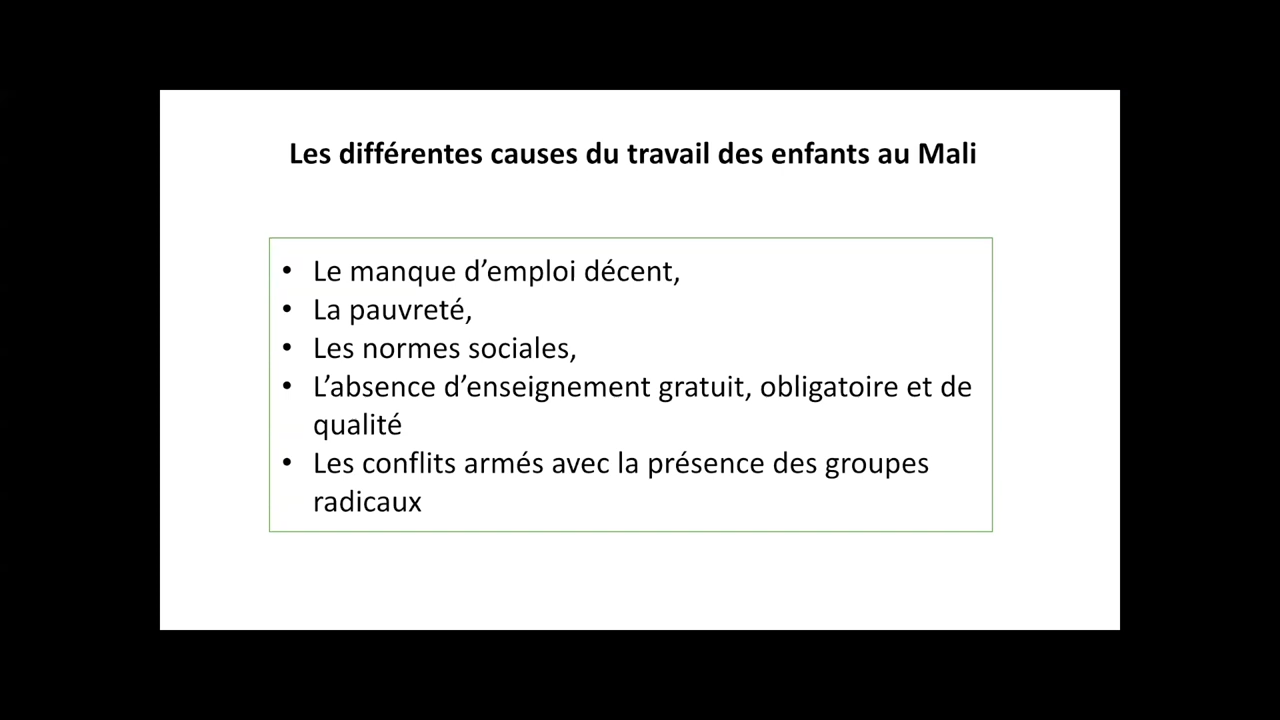 Les différentes causes du travail des enfants au Mali
• Le manque d’emploi décent,
• La pauvreté,
• Les normes sociales,
• L’absence d’enseignement gratuit, obligatoire et de
qualité
• Les conflits armés avec la présence des groupes
radicaux